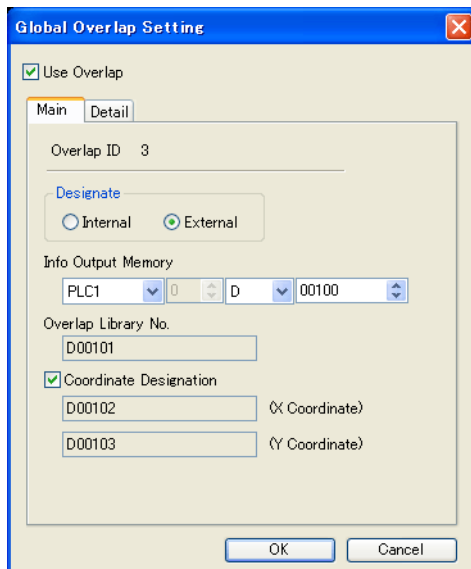 Global Overlap Setting
Use Overlap
Main Detail
Overlap ID 3
Designate
Internal External
Info Output Memory
PLC1 0 D 00100
Overlap Library No.
D00101
Coordinate Designation
D00102 (X Coordinate)
D00103 (Y Coordinate)
OK Cancel